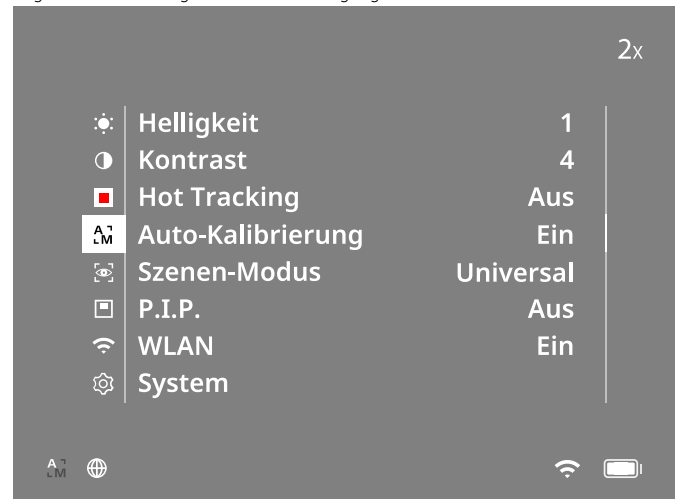 2x
Helligkeit 1
Kontrast 4
Hot Tracking Aus
A M Auto-Kalibrierung Ein
Szenen-Modus Universal
P.I.P. Aus
WLAN Ein
System
A M